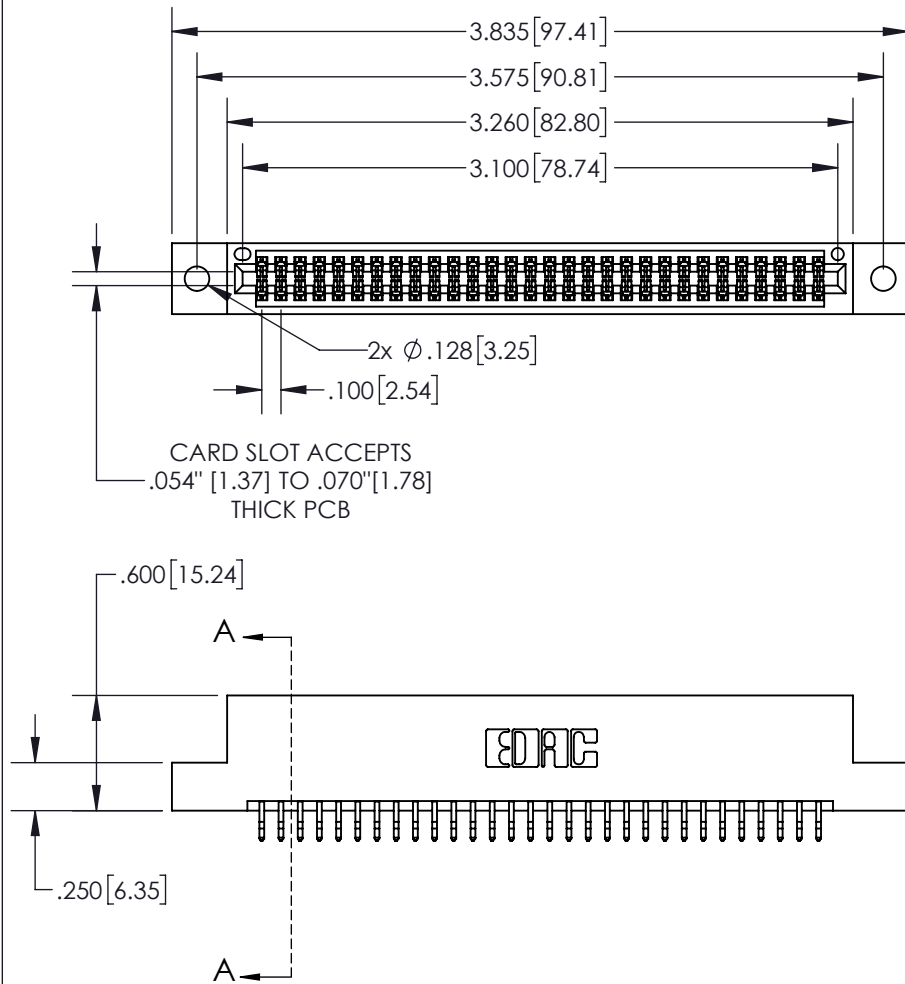 3.835[97.41]
3.575[90.81]
3.260[82.80]
3.100[78.74]
2x Ø.128[3.25]
.100[2.54]
CARD SLOT ACCEPTS
.054" [1.37] TO .070"[1.78]
THICK PCB
.600[15.24]
A
EDAC
.250[6.35]
A